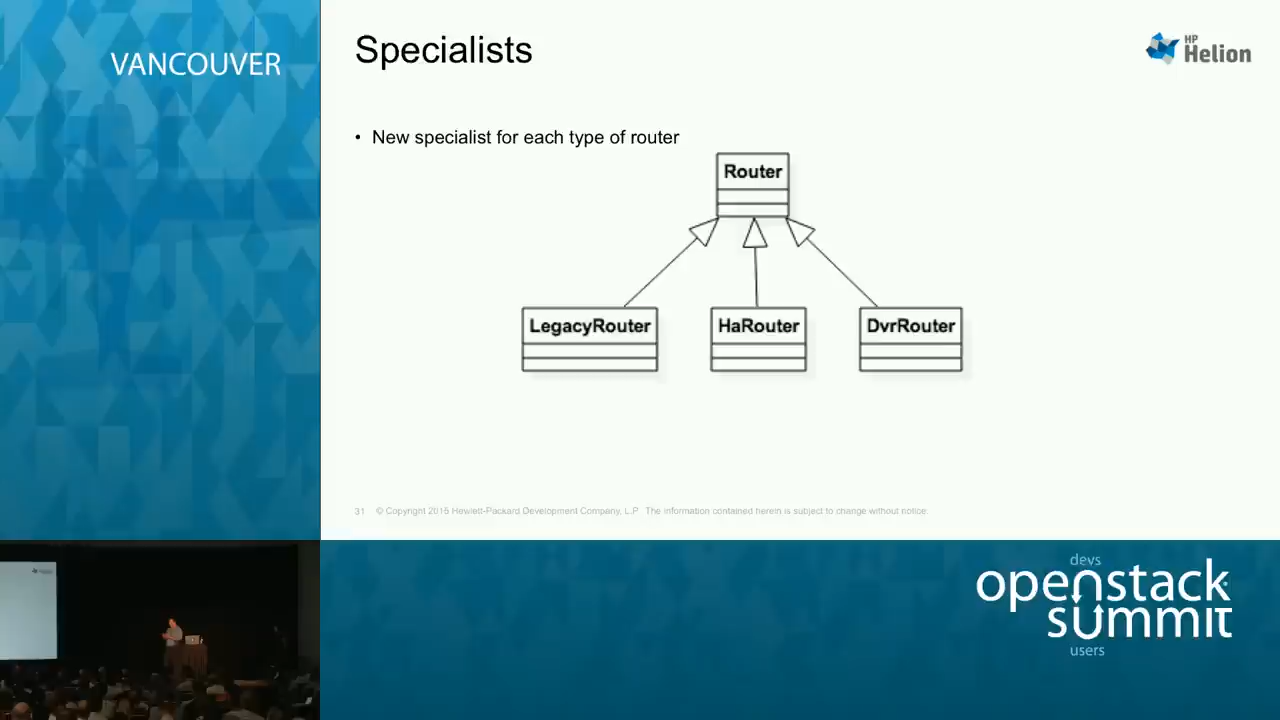 VANCOUVER
Specialists
HP
Helion
• New specialist for each type of router
Router
LegacyRouter
HaRouter
DvrRouter
31 © Copyright 2015 Hewlett-Packard Development Company, L.P The information contained herein is subject to change without notice.
devs
openstack
summit
users